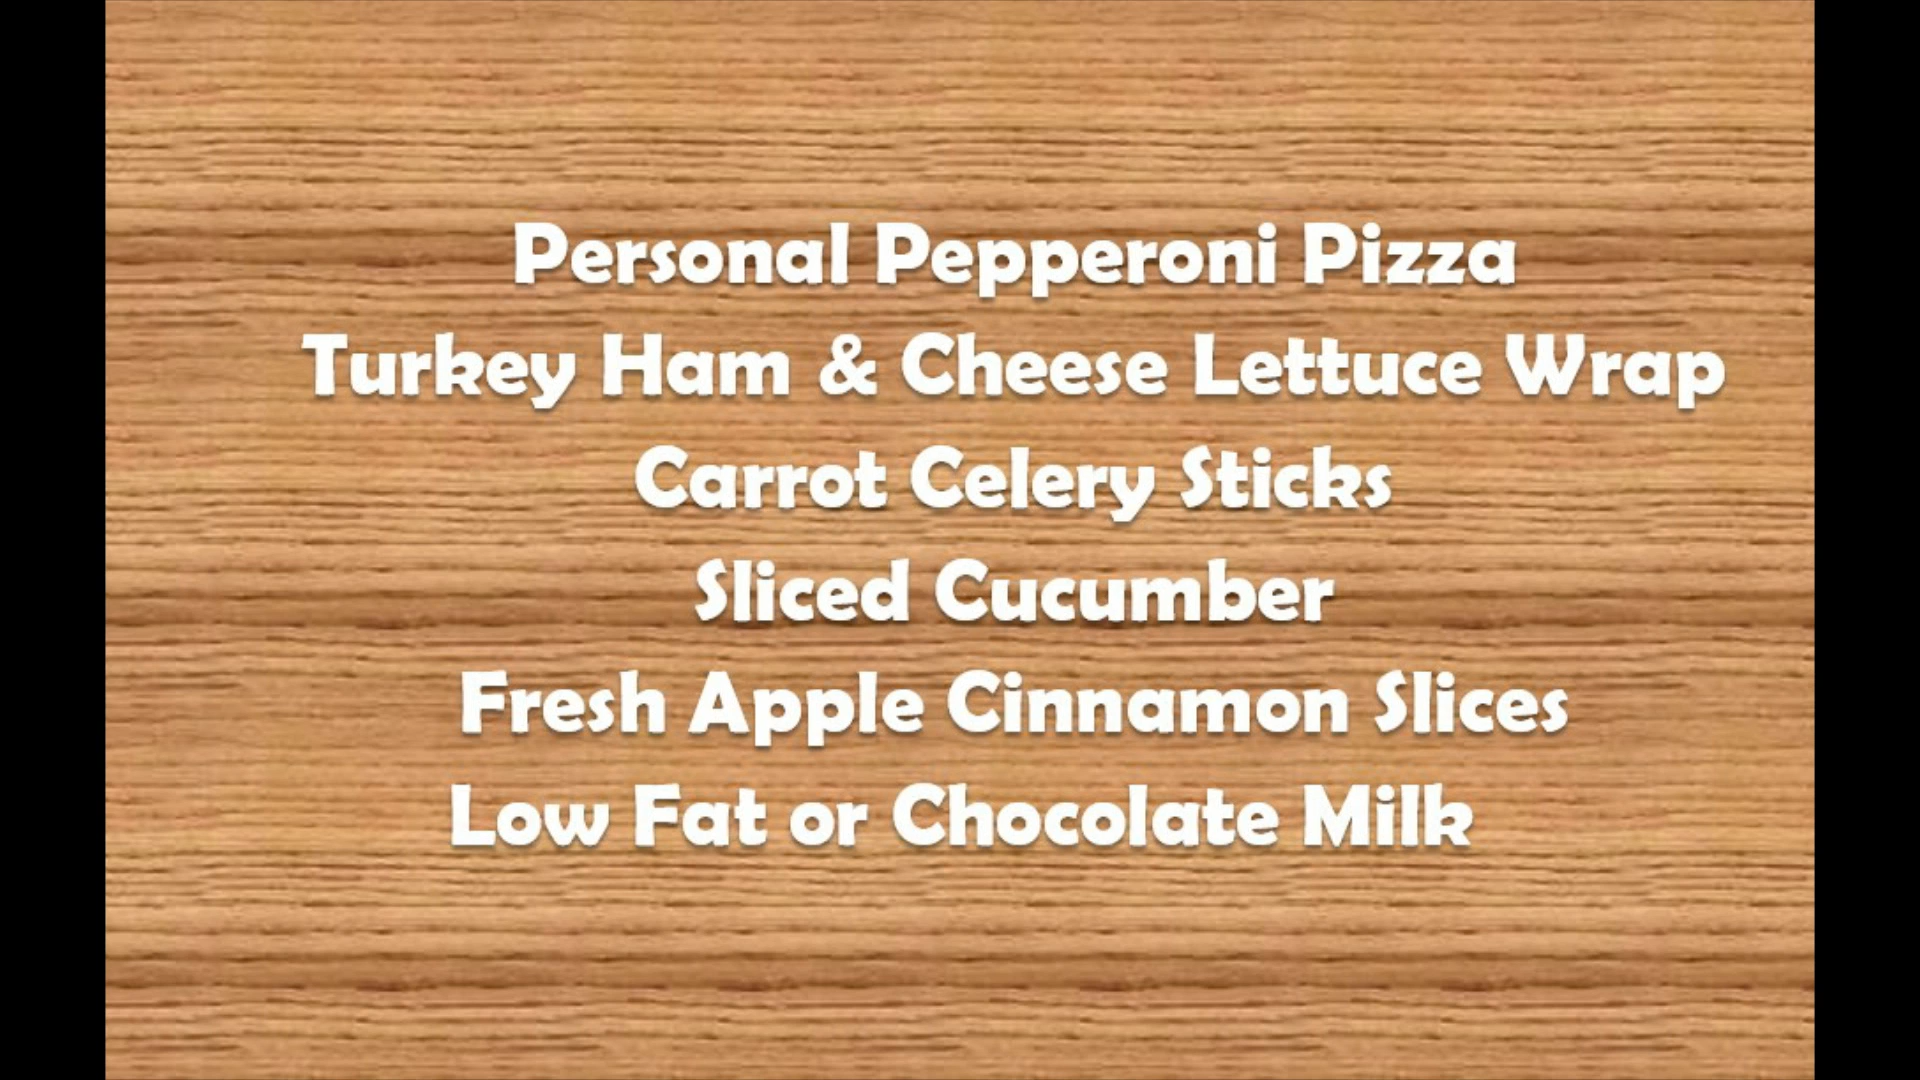 Personal Pepperoni Pizza
Turkey Ham & Cheese Lettuce Wrap
Carrot Celery Sticks
Sliced Cucumber
Fresh Apple Cinnamon Slices
Low Fat or Chocolate Milk